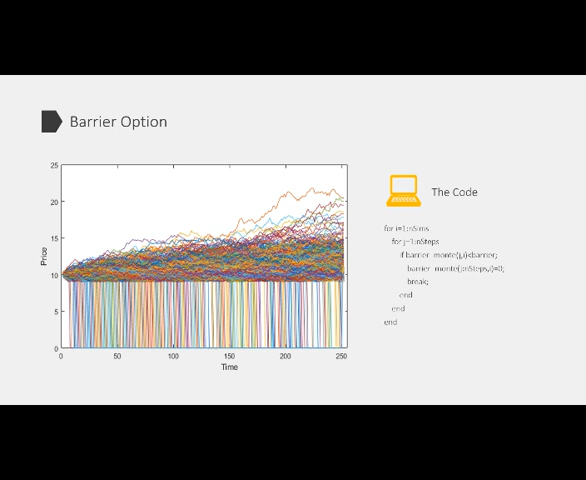 Barrier Option
25
20
15
10
5
0
Price
0 50 100 150 200 250
Time
The Code
for i=1:nSims
for j=1:nSteps
if barrier_monte(j,i)<barrier;
barrier_monte(j:nSteps,i)=0;
break;
end
end
end